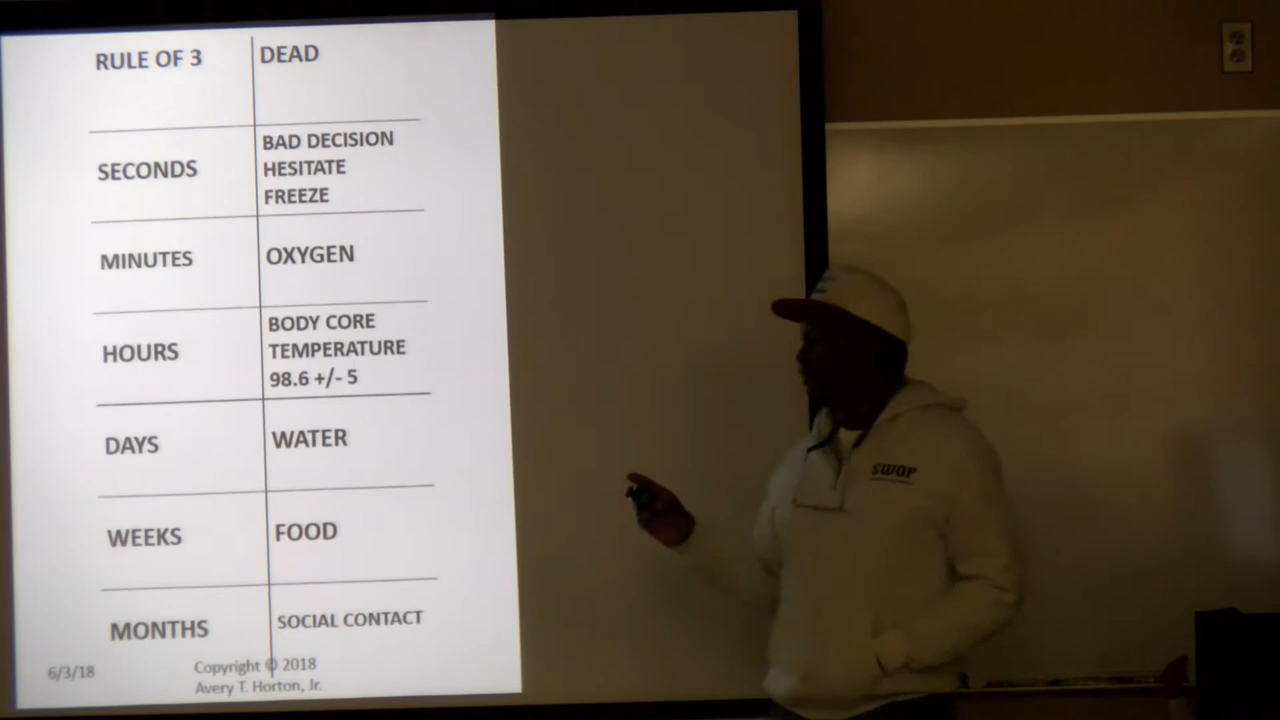 RULE OF 3
DEAD
SECONDS
BAD DECISION
HESITATE
FREEZE
MINUTES
OXYGEN
HOURS
BODY CORE
TEMPERATURE
98.6 +/- 5
DAYS
WATER
WEEKS
FOOD
MONTHS
SOCIAL CONTACT
6/3/18
Copyright © 2018
Avery T. Horton, Jr.
SWOP